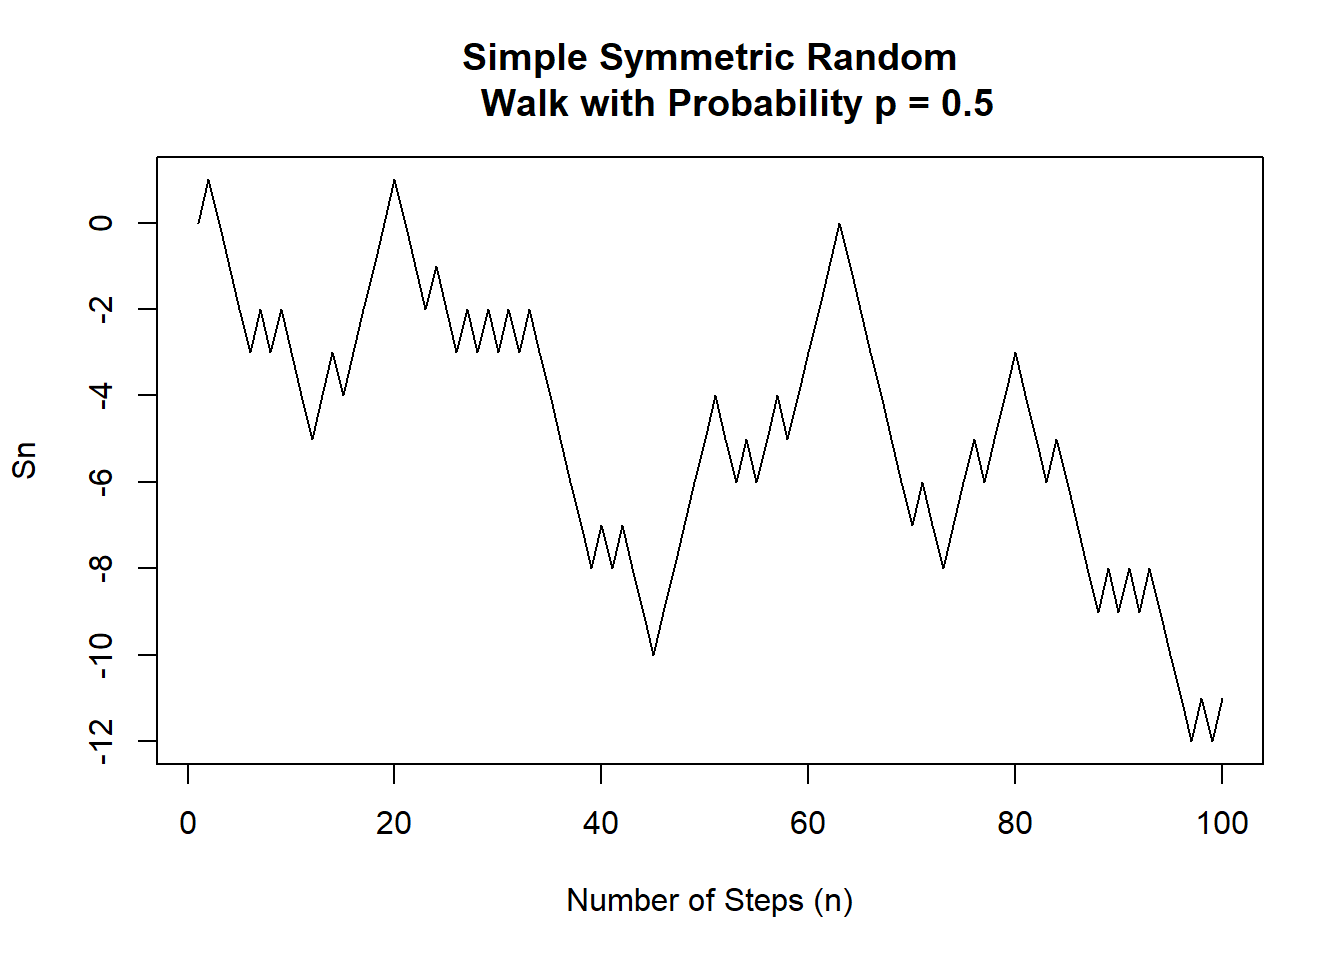 Simple Symmetric Random
Walk with Probability p = 0.5
Sn
0
-2
-4
-6
-8
-10
-12
0 20 40 60 80 100
Number of Steps (n)